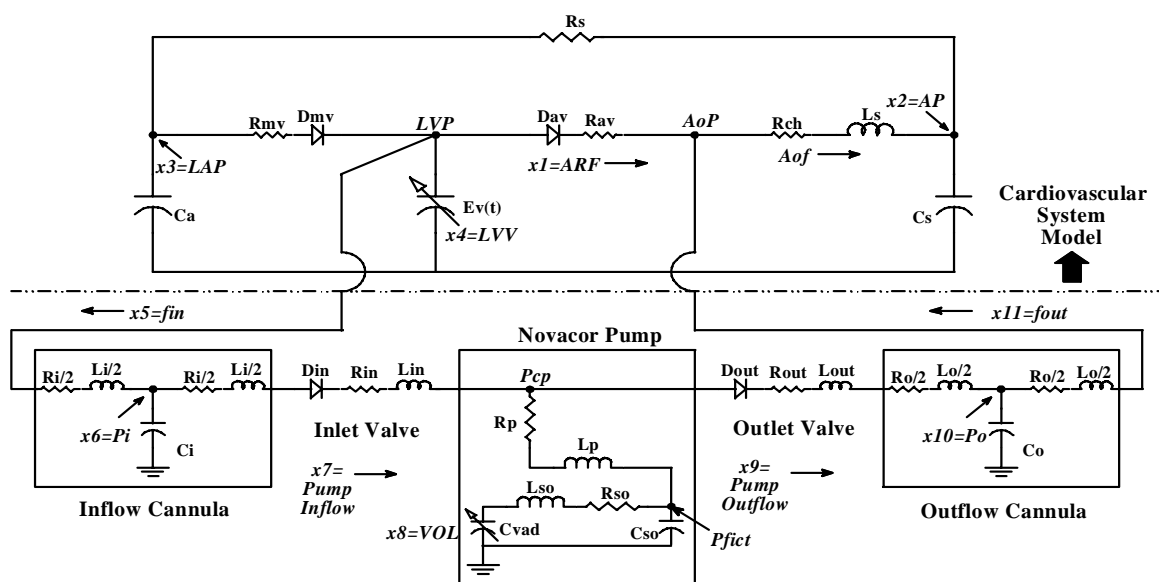 Rs
x2=AP
Ls
Rmv
Dmv
LVP
Dav
Rav
AoP
Rch
x3=LAP
x1=ARF
Aof
Ca
Ev(t)
x4=LVV
Cs
Cardiovascular
System
Model
x5=fin
x11=fout
Novacor Pump
Ri/2
Li/2
Ri/2
Li/2
Din
Rin
Lin
Pcp
Dout
Rout
Lout
Ro/2
Lo/2
Ro/2
Lo/2
x6=Pi
Ci
Inlet Valve
Rp
Lp
Outlet Valve
x10=Po
Co
x7=
Pump
Inflow
Lso
Rso
x9=
Pump
Outflow
Inflow Cannula
x8=VOL
Cvad
Cso
Pfict
Outflow Cannula